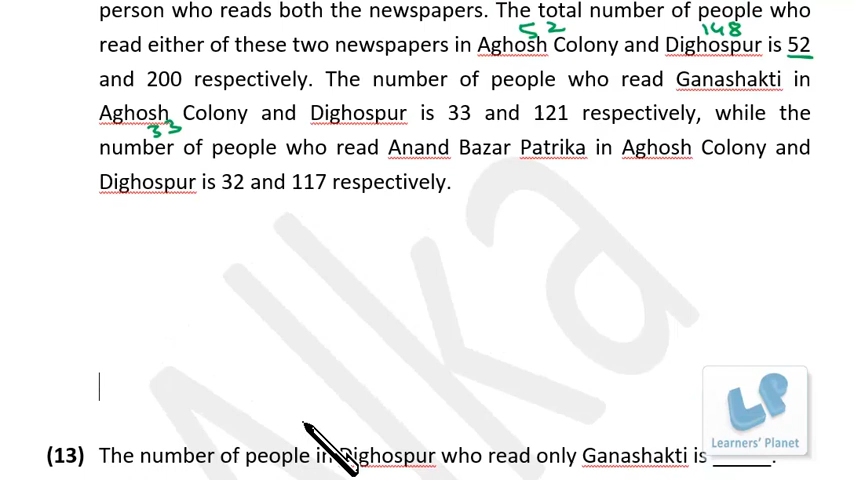 person who reads both the newspapers. The total number of people who
52 148
read either of these two newspapers in Aghosh Colony and Dighospur is 52
and 200 respectively. The number of people who read Ganashakti in
Aghosh Colony and Dighospur is 33 and 121 respectively, while the
33
number of people who read Anand Bazar Patrika in Aghosh Colony and
Dighospur is 32 and 117 respectively.
Alka
LP
Learners' Planet
(13) The number of people in Dighospur who read only Ganashakti is ______.